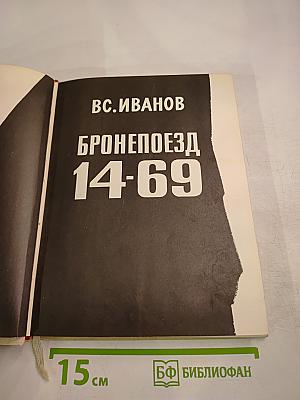 ВС. ИВАНОВ
БРОНЕПОЕЗД
14-69
15 см
БФ БИБЛИОФАН